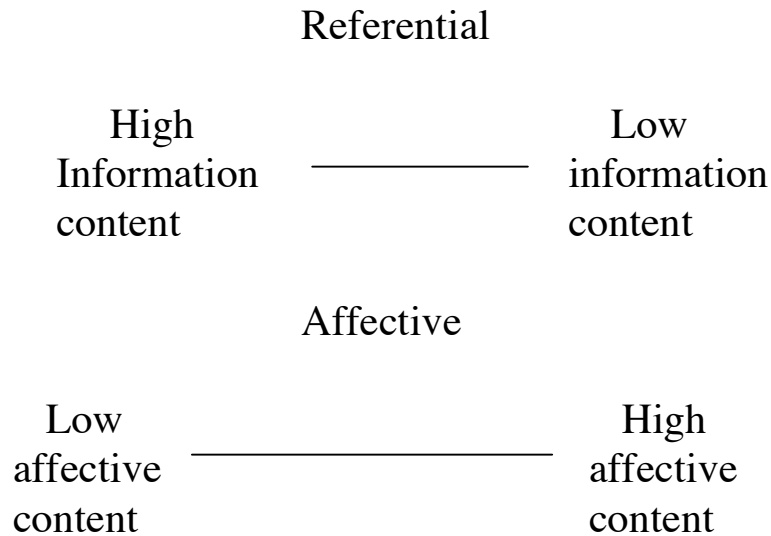 Referential
High
Information
content
Low
information
content
Affective
Low
affective
content
High
affective
content